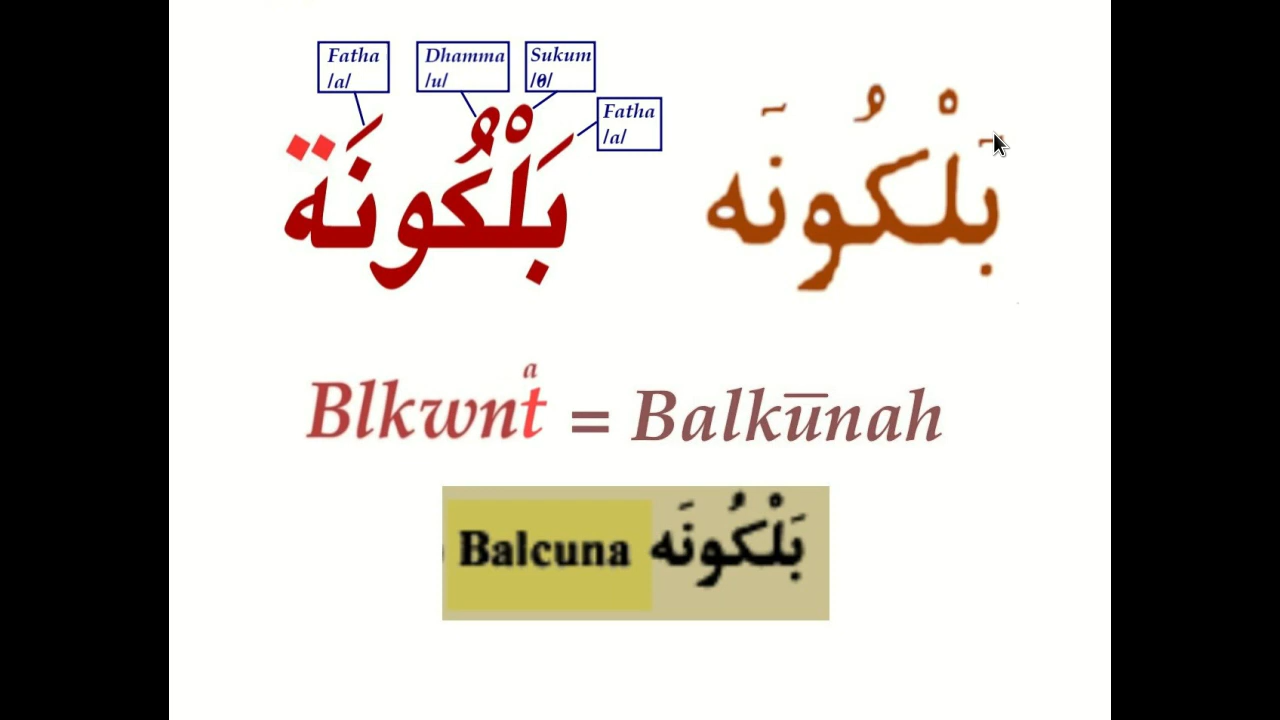 Fatha Dhamma Sukum
/a/ /u/ /θ/
Fatha
/a/
بَلْكُونَة بَلْكُونَه
a
Blkwnt = Balkūnah
Balcuna بَلْكُونَه